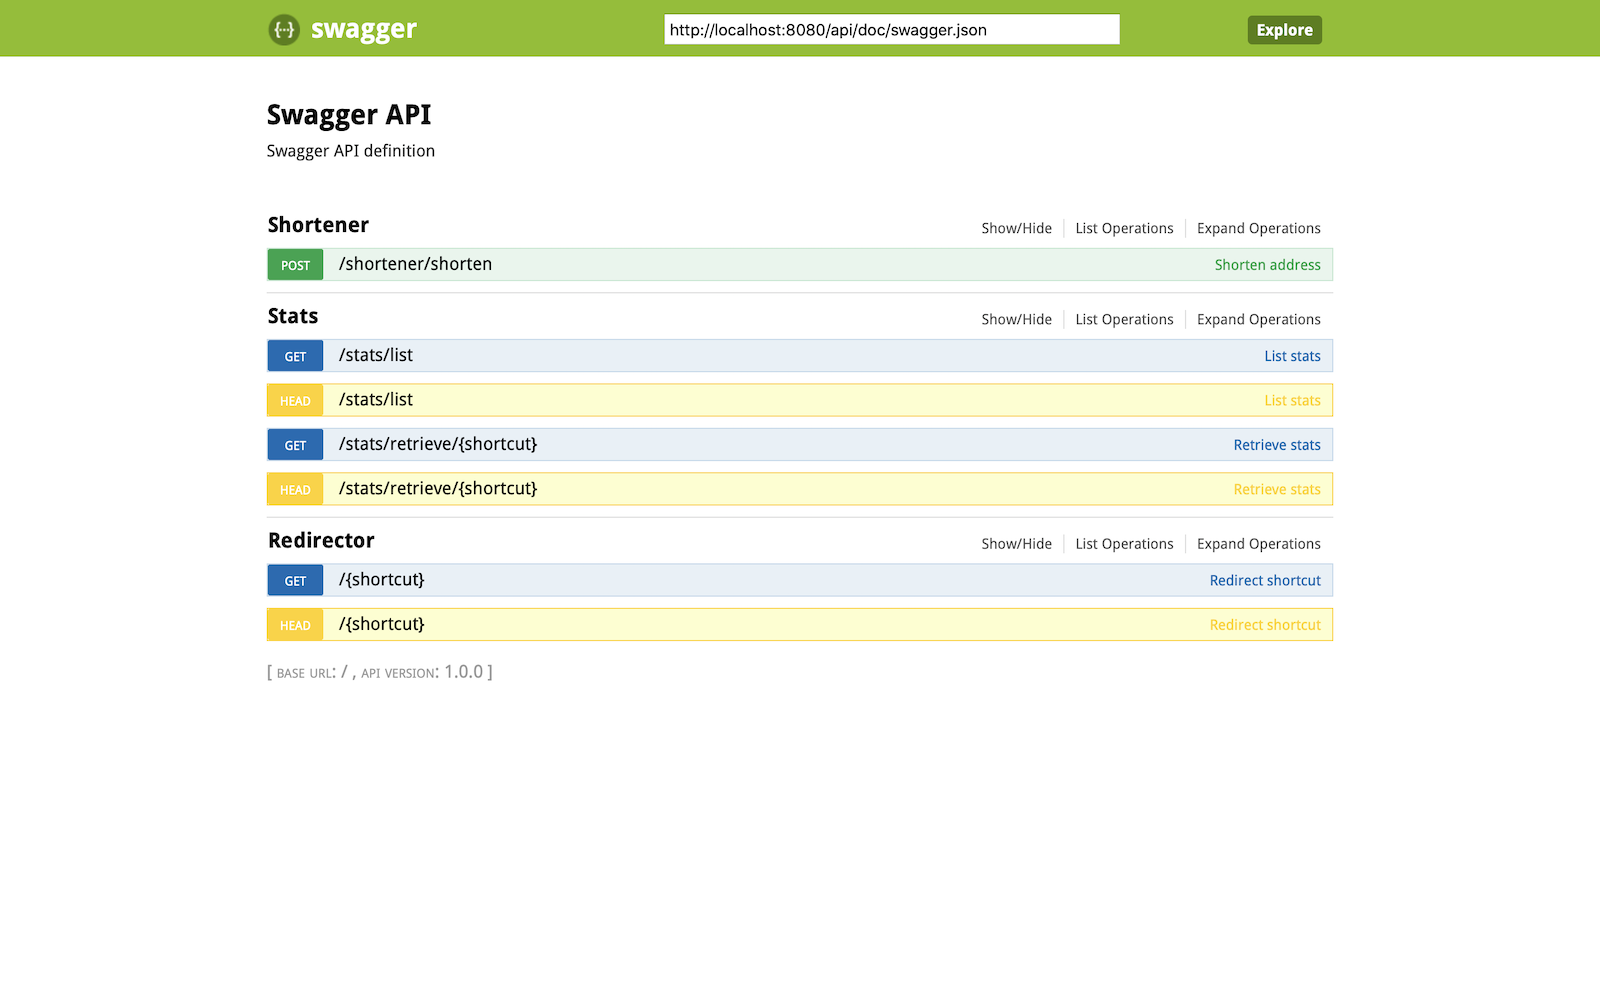 {···} swagger http://localhost:8080/api/doc/swagger.json Explore
Swagger API
Swagger API definition
Shortener Show/Hide List Operations Expand Operations
POST /shortener/shorten Shorten address
Stats Show/Hide List Operations Expand Operations
GET /stats/list List stats
HEAD /stats/list List stats
GET /stats/retrieve/{shortcut} Retrieve stats
HEAD /stats/retrieve/{shortcut} Retrieve stats
Redirector Show/Hide List Operations Expand Operations
GET /{shortcut} Redirect shortcut
HEAD /{shortcut} Redirect shortcut
[ BASE URL: / , API VERSION: 1.0.0 ]